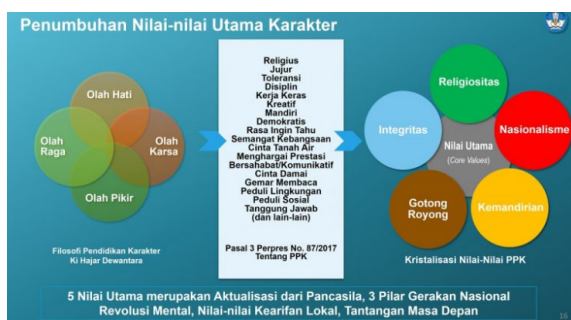 Penumbuhan Nilai-nilai Utama Karakter
Olah Hati
Olah
Raga
Olah
Karsa
Olah Pikir
Filosofi Pendidikan Karakter
Ki Hajar Dewantara
Religius
Jujur
Toleransi
Disiplin
Kerja Keras
Kreatif
Mandiri
Demokratis
Rasa Ingin Tahu
Semangat Kebangsaan
Cinta Tanah Air
Menghargai Prestasi
Bersahabat/Komunikatif
Cinta Damai
Gemar Membaca
Peduli Lingkungan
Peduli Sosial
Tanggung Jawab
(dan lain-lain)
Pasal 3 Perpres No. 87/2017
Tentang PPK
Religiositas
Integritas
Nasionalisme
Nilai Utama
(Core Values)
Gotong
Royong
Kemandirian
Kristalisasi Nilai-Nilai PPK
5 Nilai Utama merupakan Aktualisasi dari Pancasila, 3 Pilar Gerakan Nasional
Revolusi Mental, Nilai-nilai Kearifan Lokal, Tantangan Masa Depan
16